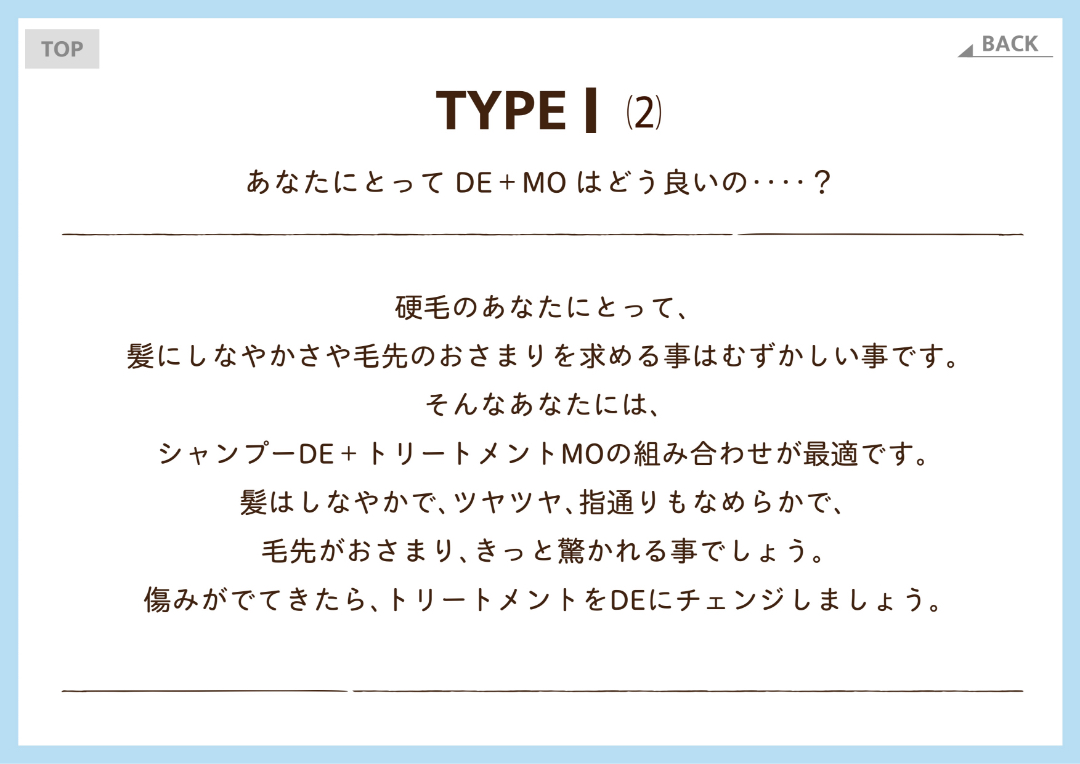 TOP
BACK
TYPE I (2)
あなたにとって DE＋MO はどう良いの････？
硬毛のあなたにとって、
髪にしなやかさや毛先のおさまりを求める事はむずかしい事です。
そんなあなたには、
シャンプーDE＋トリートメントMOの組み合わせが最適です。
髪はしなやかで、ツヤツヤ、指通りもなめらかで、
毛先がおさまり、きっと驚かれる事でしょう。
傷みがでてきたら、トリートメントをDEにチェンジしましょう。